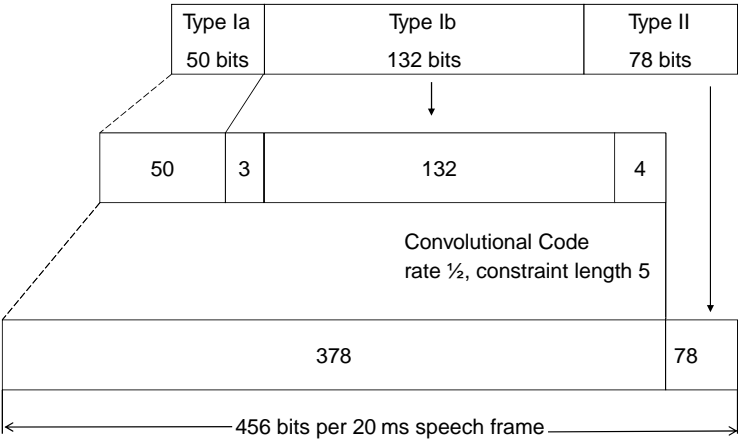 Type Ia
50 bits
Type Ib
132 bits
Type II
78 bits
50
3
132
4
Convolutional Code
rate ½, constraint length 5
378
78
456 bits per 20 ms speech frame